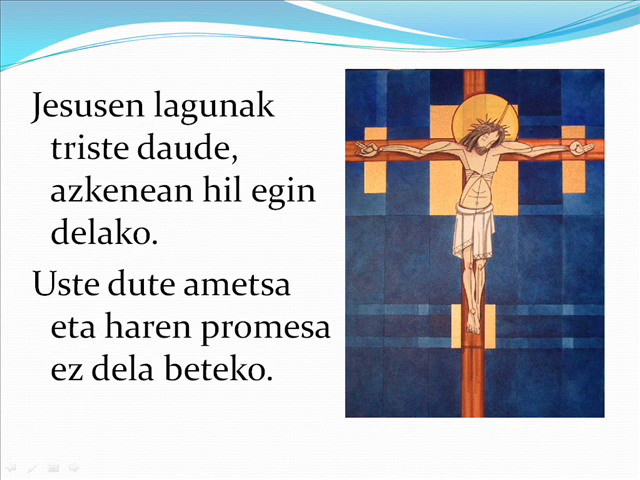 Jesusen lagunak
triste daude,
azkenean hil egin
delako.
Uste dute ametsa
eta haren promesa
ez dela beteko.